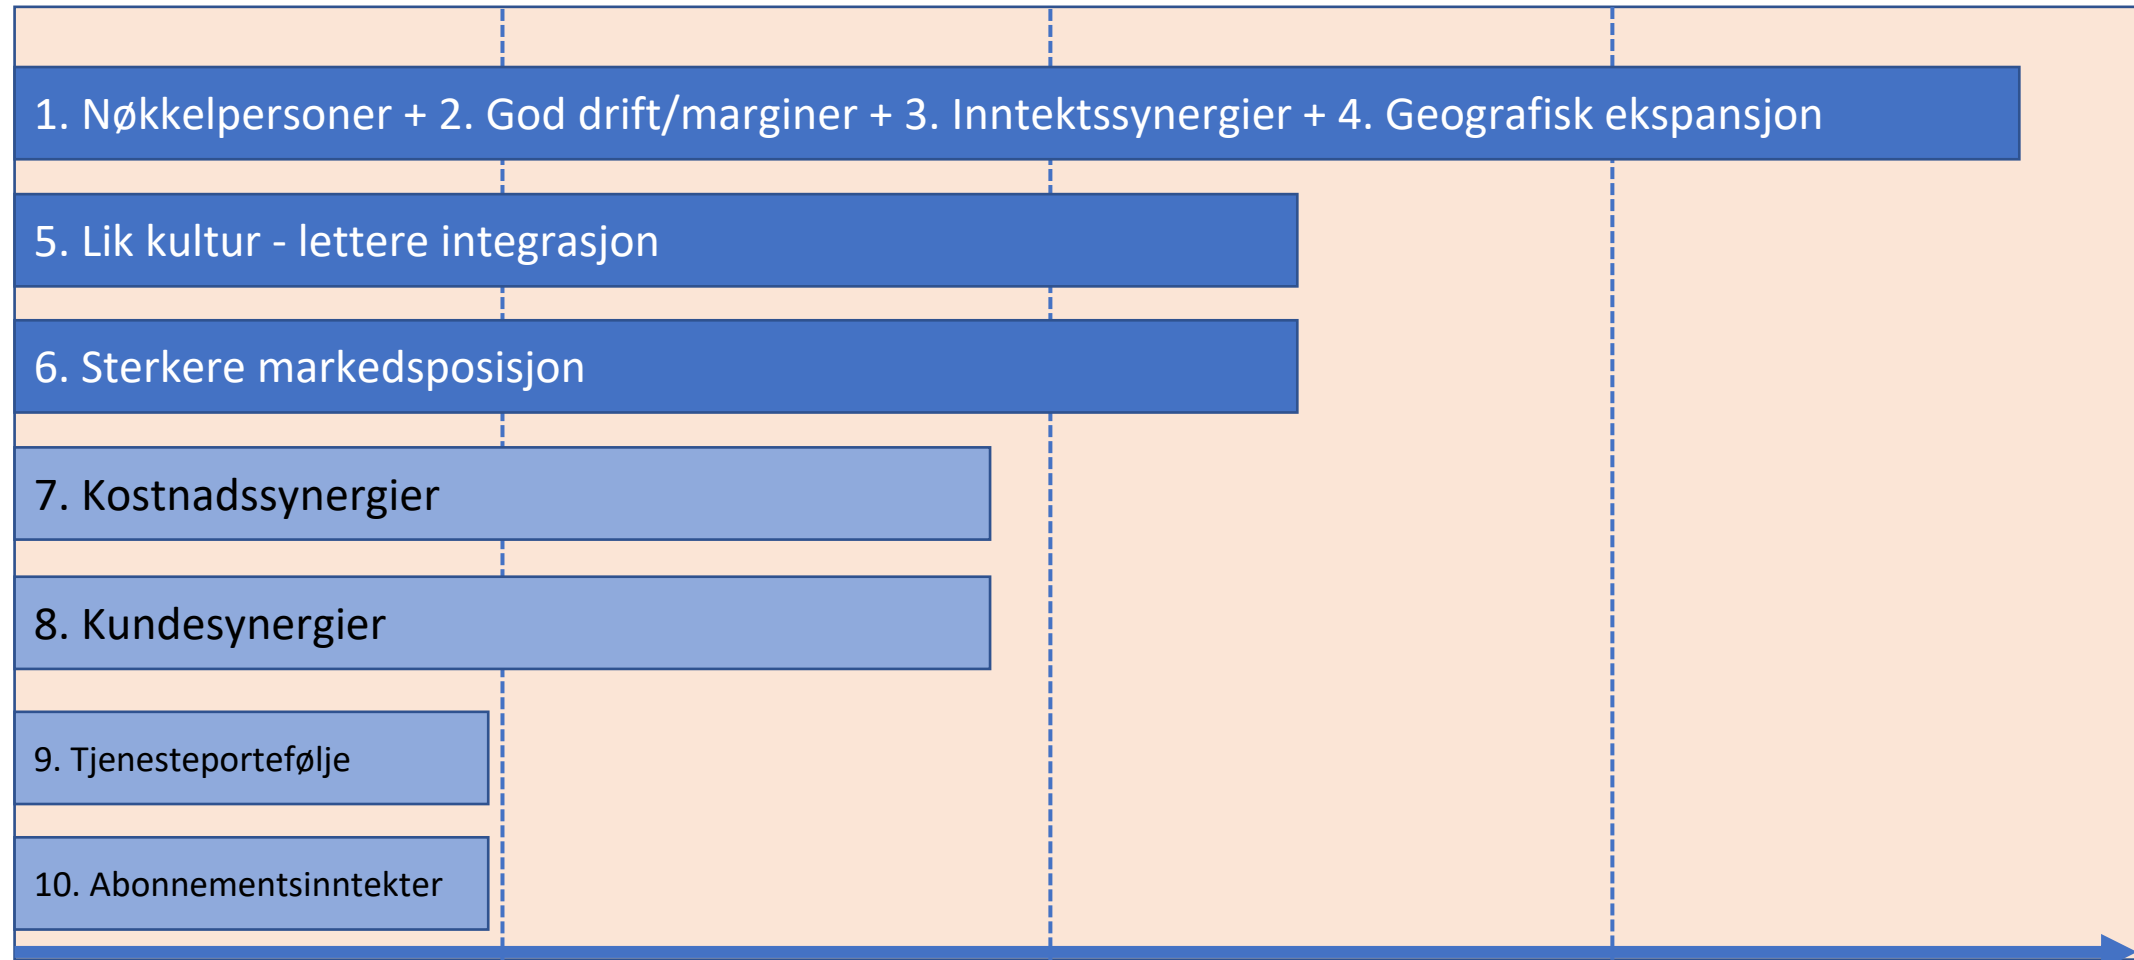 1. Nøkkelpersoner + 2. God drift/marginer + 3. Inntektssynergier + 4. Geografisk ekspansjon
5. Lik kultur - lettere integrasjon
6. Sterkere markedsposisjon
7. Kostnadssynergier
8. Kundesynergier
9. Tjenesteportefølje
10. Abonnementsinntekter